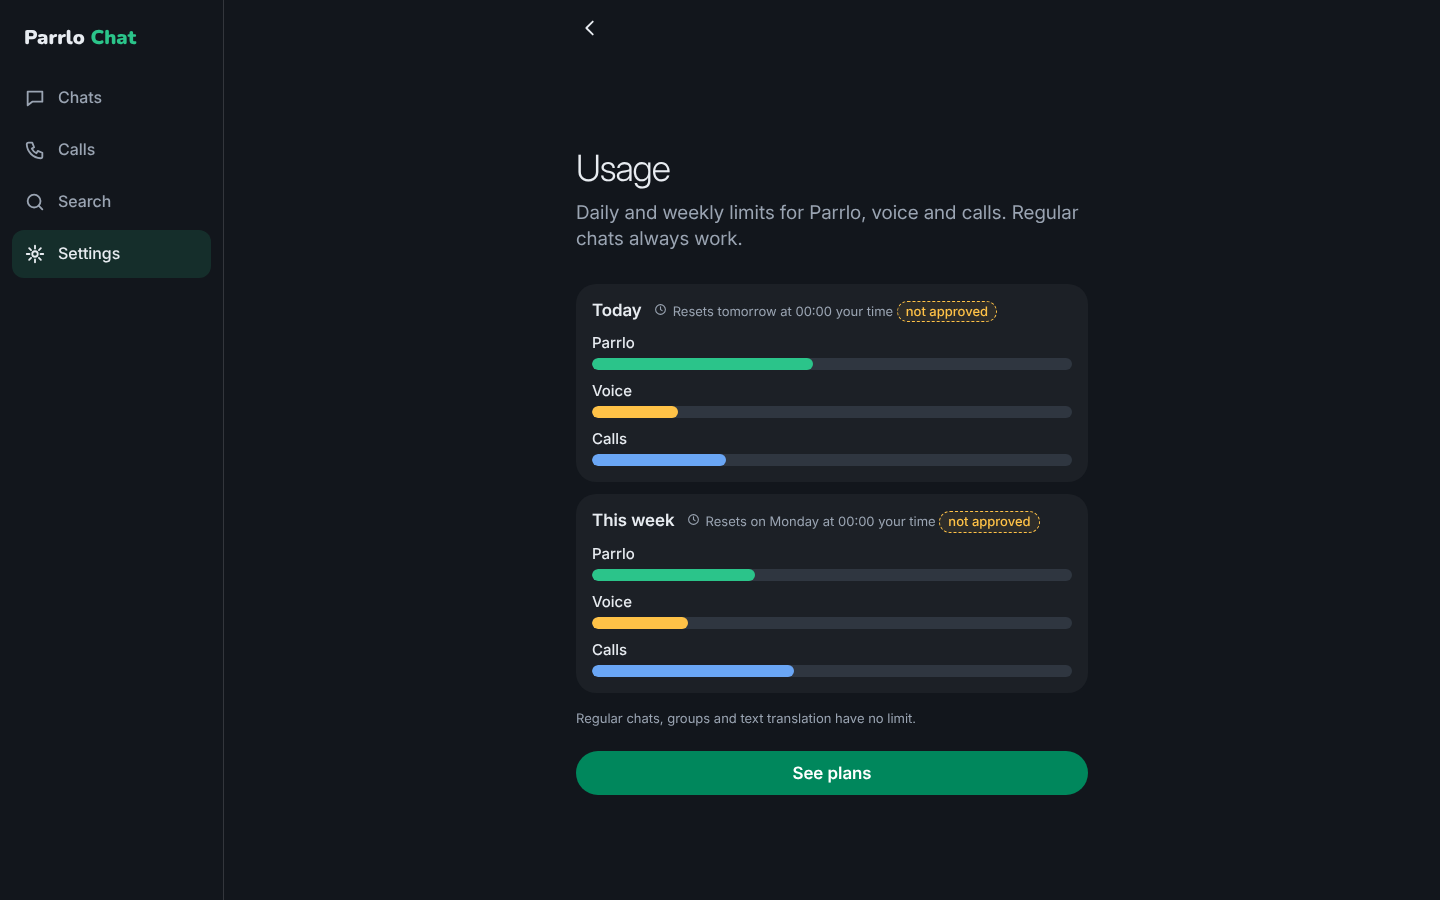 Parrlo Chat
Chats
Calls
Search
Settings
Usage
Daily and weekly limits for Parrlo, voice and calls. Regular
chats always work.
Today Resets tomorrow at 00:00 your time not approved
Parrlo
Voice
Calls
This week Resets on Monday at 00:00 your time not approved
Parrlo
Voice
Calls
Regular chats, groups and text translation have no limit.
See plans